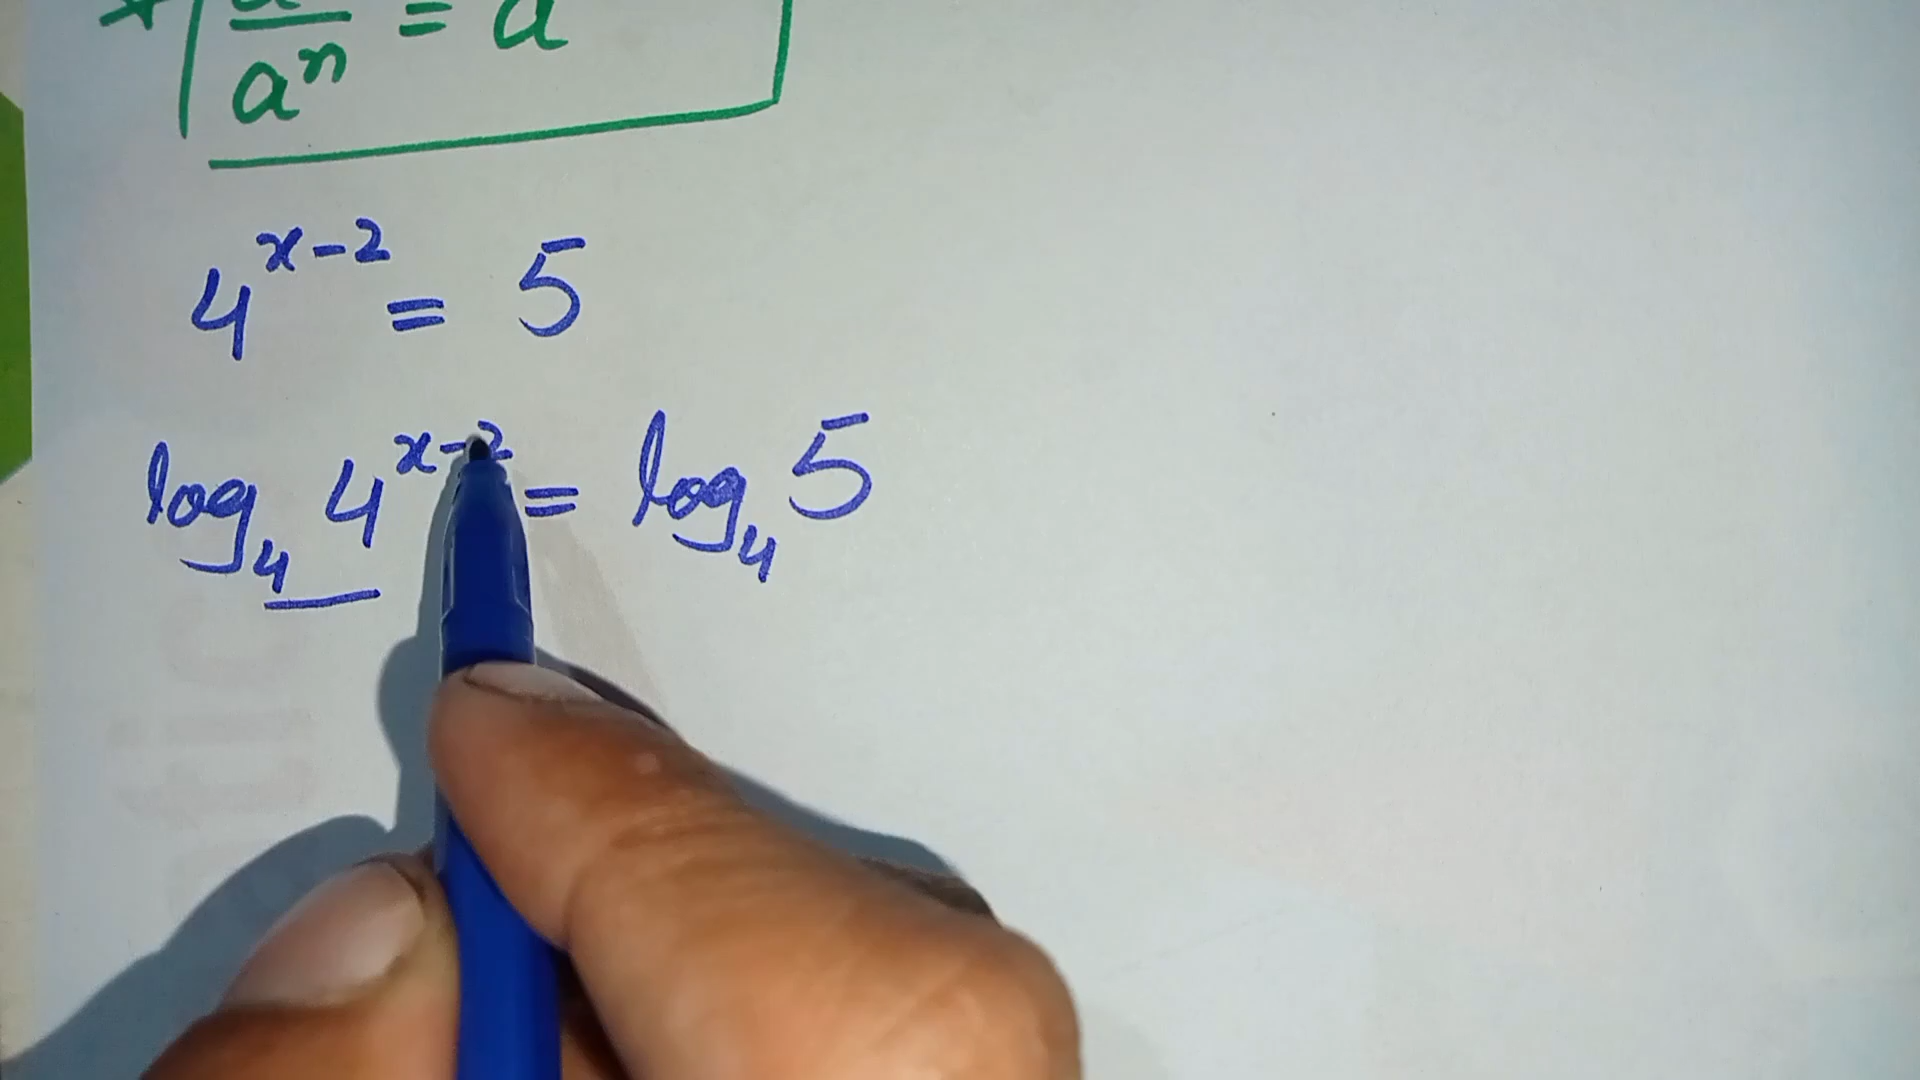 * a/aⁿ = a
4^(x-2) = 5
log₄ 4^(x-2) = log₄ 5